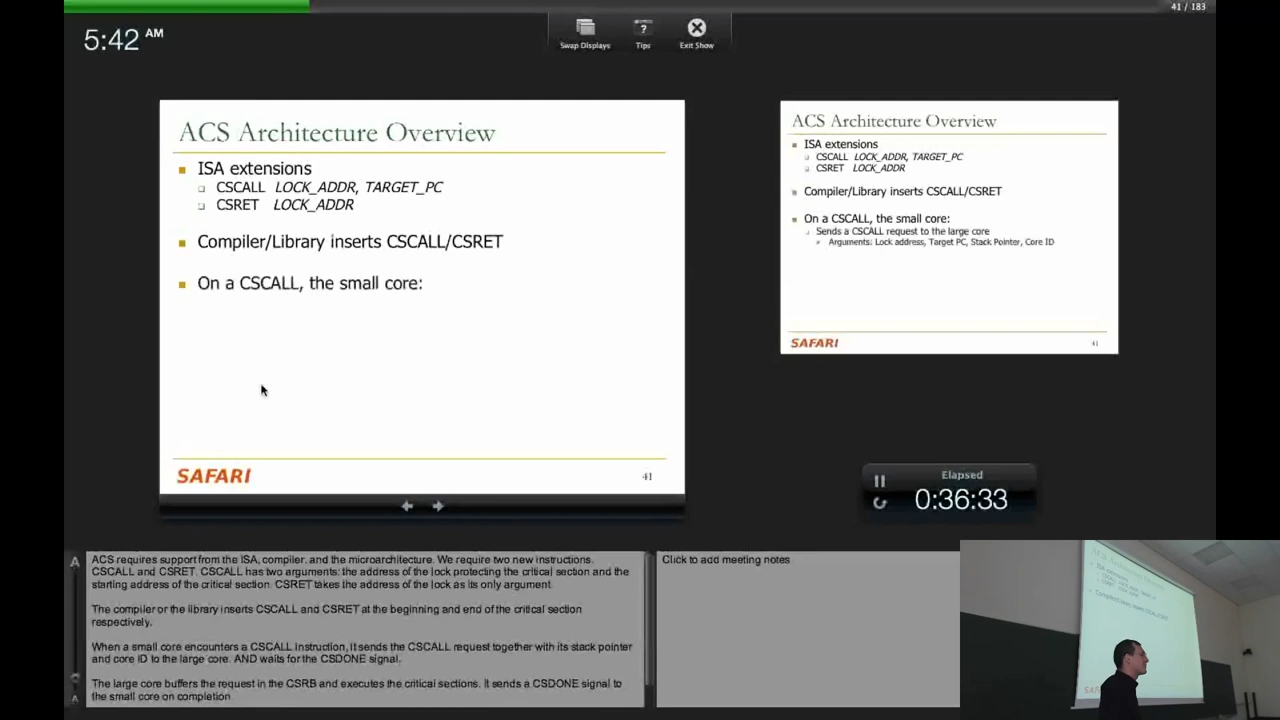 41 / 183
5:42 AM
Swap Displays
Tips
Exit Show
ACS Architecture Overview
ISA extensions
CSCALL LOCK_ADDR, TARGET_PC
CSRET LOCK_ADDR
Compiler/Library inserts CSCALL/CSRET
On a CSCALL, the small core:
SAFARI
41
ACS Architecture Overview
ISA extensions
CSCALL LOCK_ADDR, TARGET_PC
CSRET LOCK_ADDR
Compiler/Library inserts CSCALL/CSRET
On a CSCALL, the small core:
Sends a CSCALL request to the large core
Arguments: Lock address, Target PC, Stack Pointer, Core ID
SAFARI
41
Elapsed
0:36:33
A
A
ACS requires support from the ISA, compiler, and the microarchitecture. We require two new instructions.
CSCALL and CSRET. CSCALL has two arguments: the address of the lock protecting the critical section and the
starting address of the critical section. CSRET takes the address of the lock as its only argument
The compiler or the library inserts CSCALL and CSRET at the beginning and end of the critical section
respectively.
When a small core encounters a CSCALL Instruction, it sends the CSCALL request together with its stack pointer
and core ID to the large core. AND waits for the CSDONE signal.
The large core buffers the request in the CSRB and executes the critical sections. It sends a CSDONE signal to
the small core on completion
Click to add meeting notes
ISA extensions
SAFARI